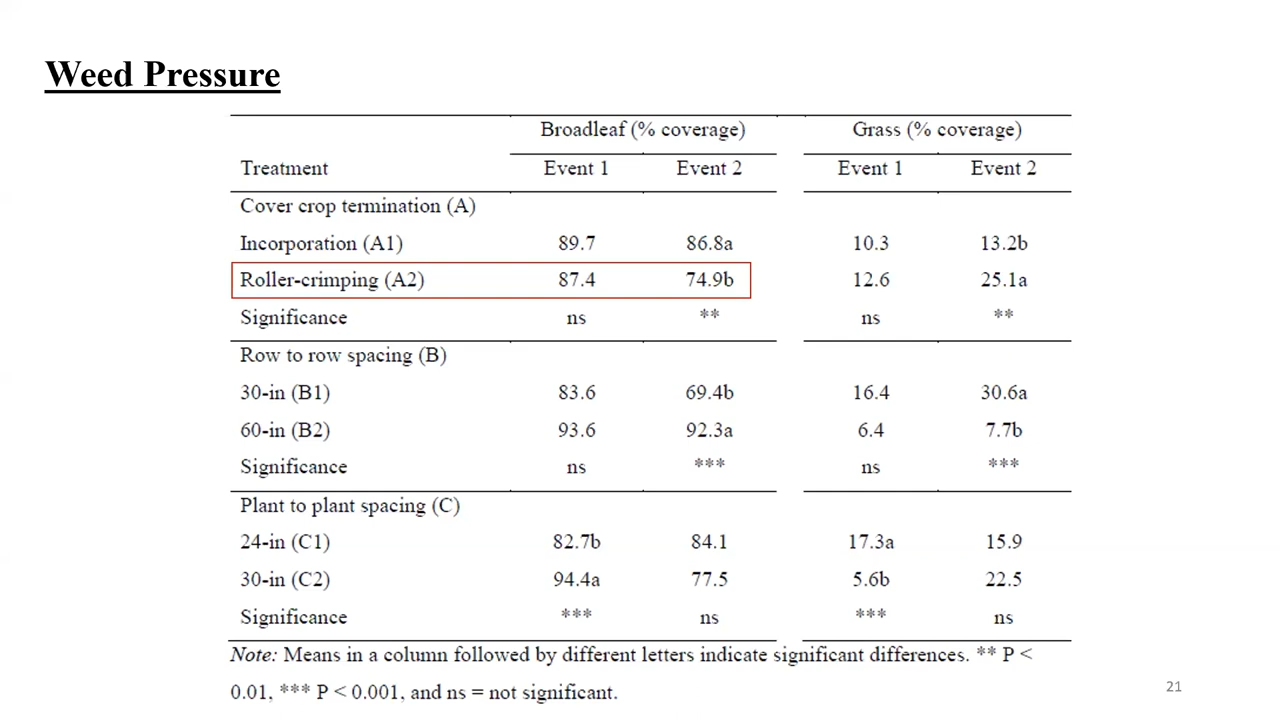 Weed Pressure
Broadleaf (% coverage) Grass (% coverage)
Treatment Event 1 Event 2 Event 1 Event 2
Cover crop termination (A)
Incorporation (A1) 89.7 86.8a 10.3 13.2b
Roller-crimping (A2) 87.4 74.9b 12.6 25.1a
Significance ns ** ns **
Row to row spacing (B)
30-in (B1) 83.6 69.4b 16.4 30.6a
60-in (B2) 93.6 92.3a 6.4 7.7b
Significance ns *** ns ***
Plant to plant spacing (C)
24-in (C1) 82.7b 84.1 17.3a 15.9
30-in (C2) 94.4a 77.5 5.6b 22.5
Significance *** ns *** ns
Note: Means in a column followed by different letters indicate significant differences. ** P <
0.01, *** P < 0.001, and ns = not significant.
21